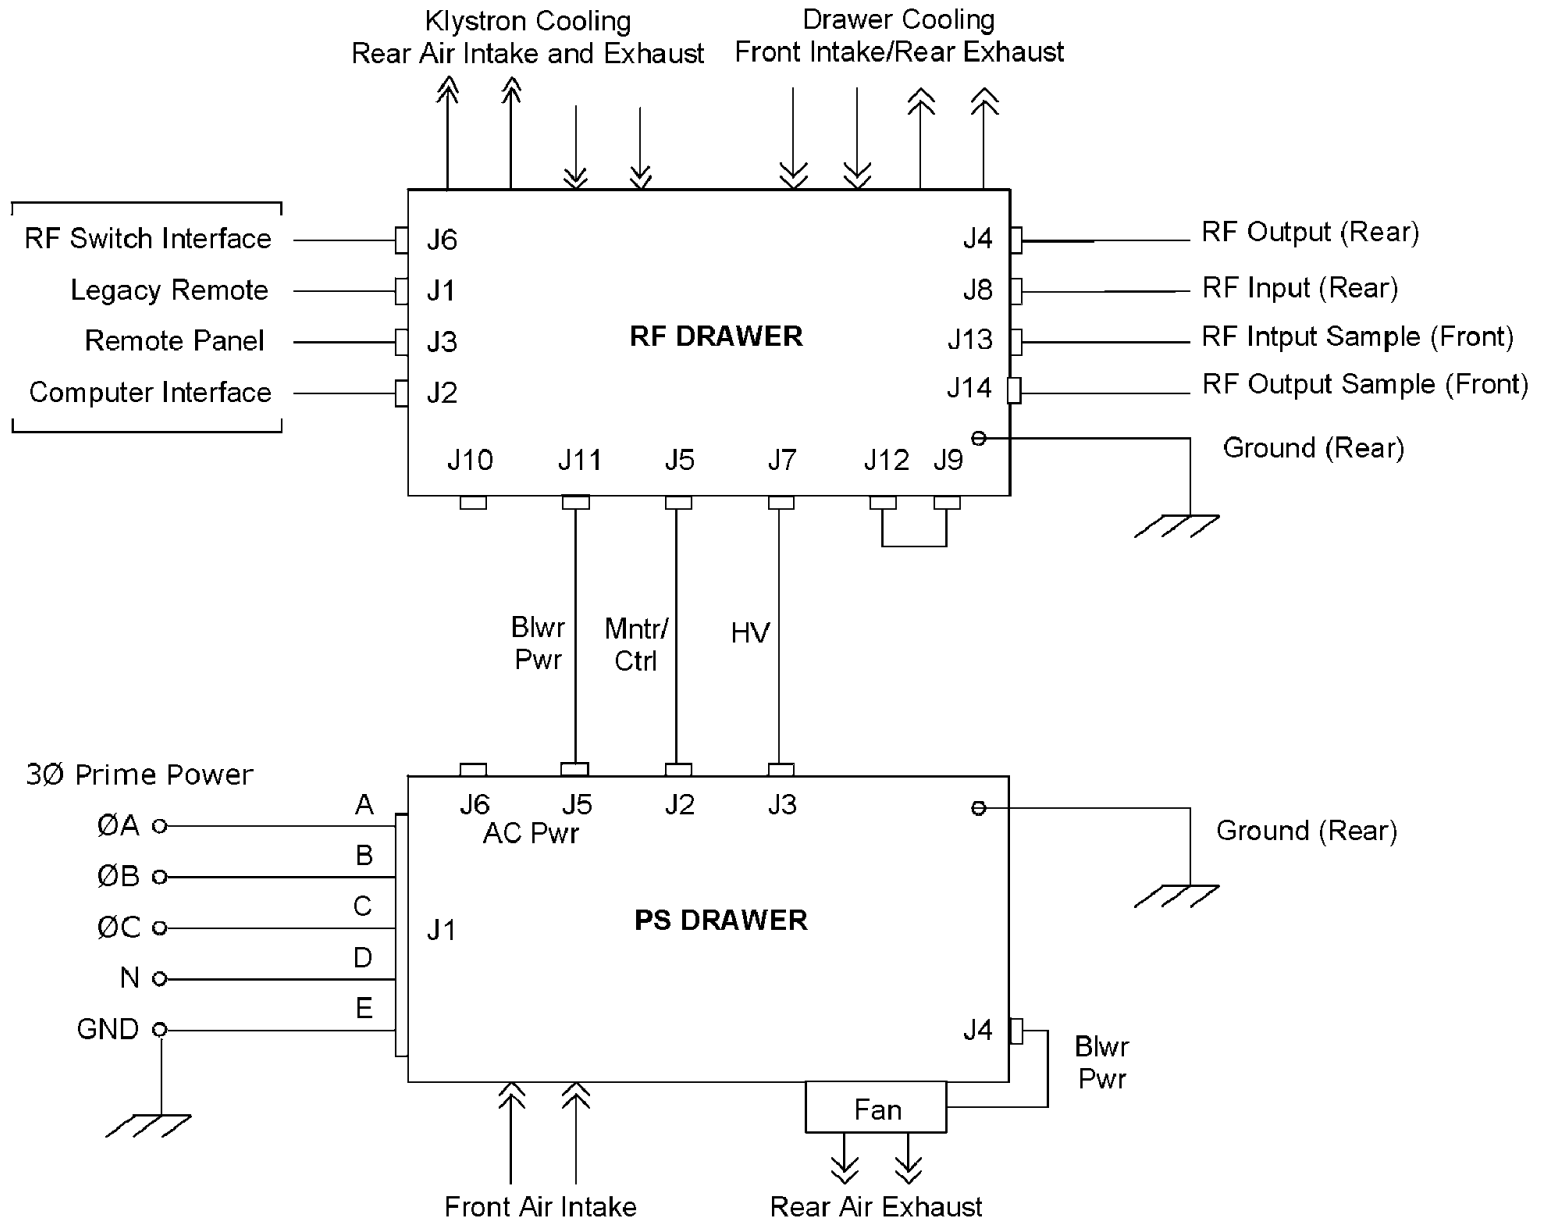 Klystron Cooling
Rear Air Intake and Exhaust
Drawer Cooling
Front Intake/Rear Exhaust
RF Switch Interface
J6
J4
RF Output (Rear)
Legacy Remote
J1
J8
RF Input (Rear)
Remote Panel
J3
RF DRAWER
J13
RF Intput Sample (Front)
Computer Interface
J2
J14
RF Output Sample (Front)
Ground (Rear)
J10
J11
J5
J7
J12
J9
Blwr
Pwr
Mntr/
Ctrl
HV
3Ø Prime Power
J6
J5
J2
J3
AC Pwr
A
ØA
B
ØB
C
ØC
D
N
E
GND
J1
PS DRAWER
Ground (Rear)
J4
Blwr
Pwr
Fan
Front Air Intake
Rear Air Exhaust